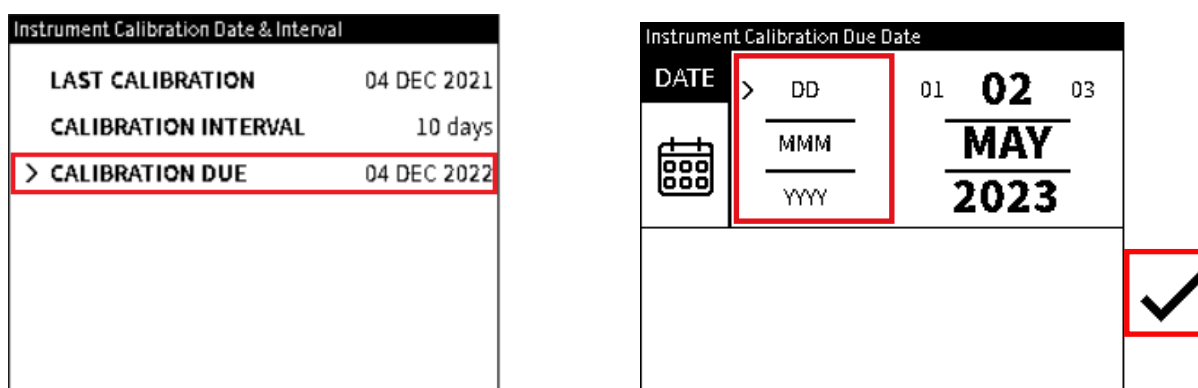 Instrument Calibration Date & Interval
LAST CALIBRATION 04 DEC 2021
CALIBRATION INTERVAL 10 days
> CALIBRATION DUE 04 DEC 2022
Instrument Calibration Due Date
DATE
> DD 01 02 03
MMM MAY
YYYY 2023